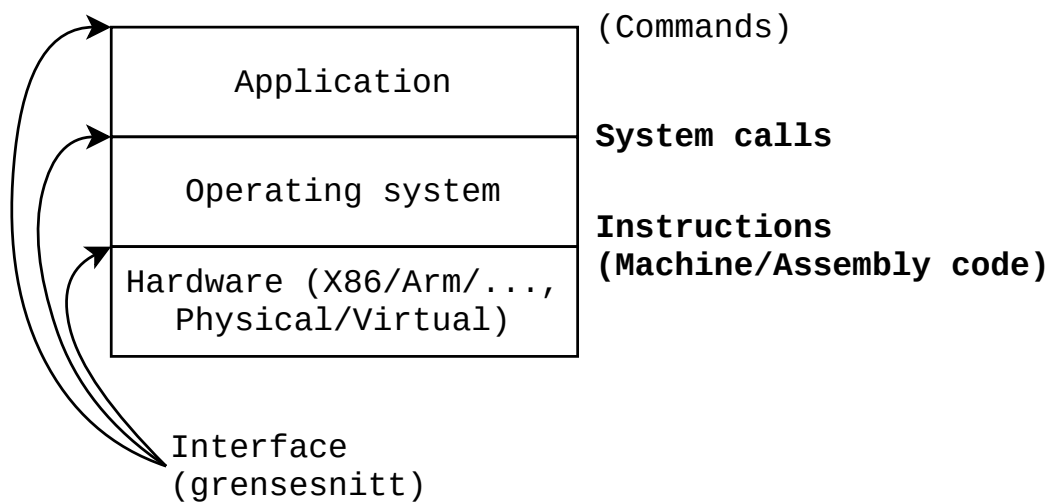 (Commands)
Application
System calls
Operating system
Instructions
(Machine/Assembly code)
Hardware (X86/Arm/...,
Physical/Virtual)
Interface
(grensesnitt)